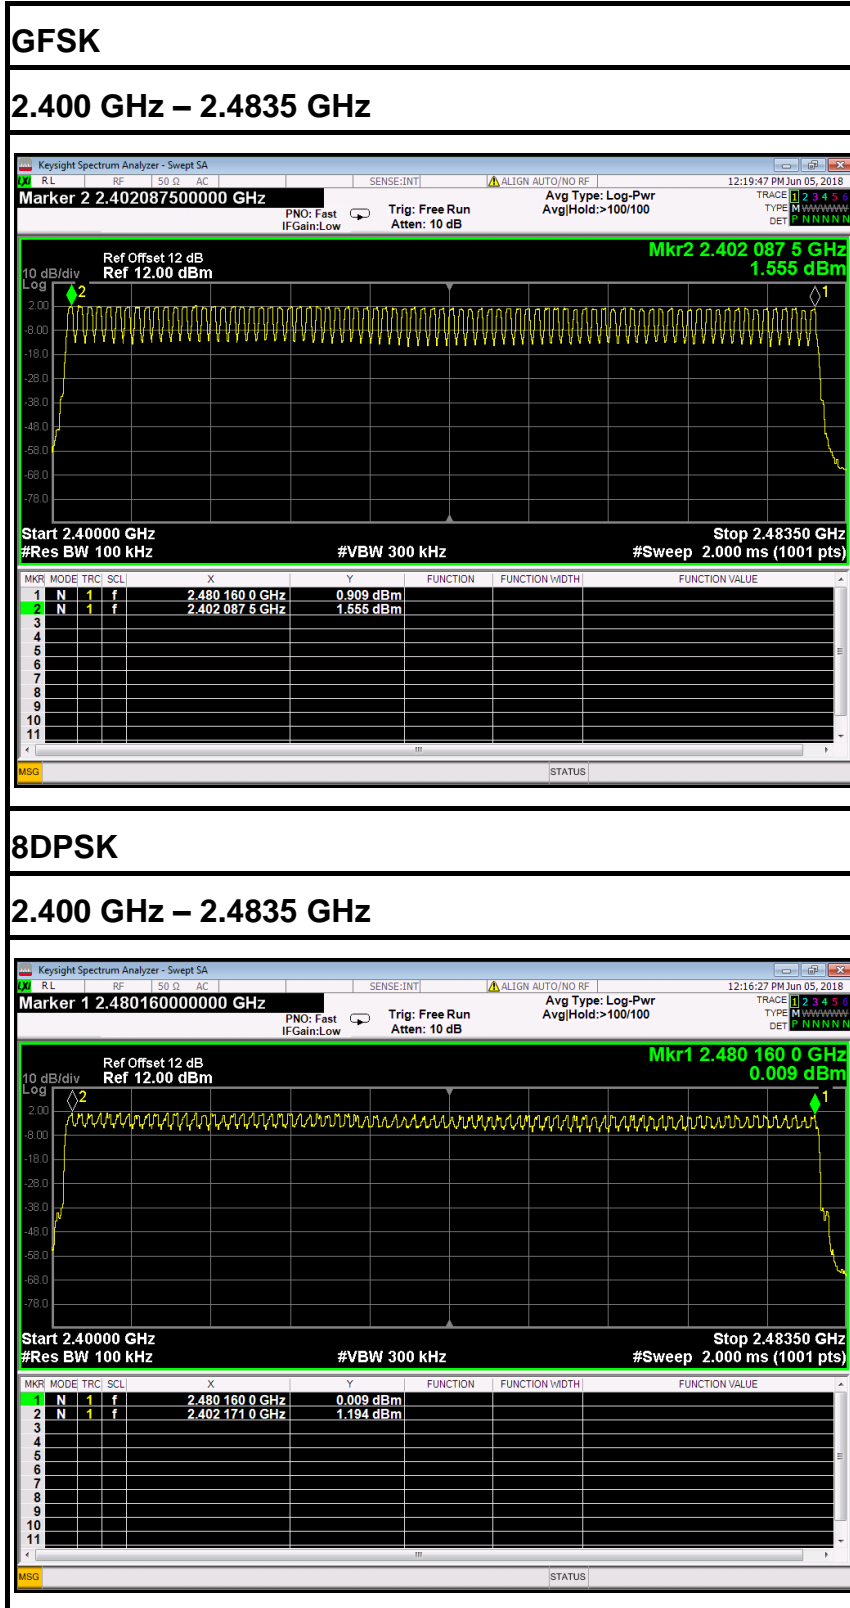 GFSK
2.400 GHz – 2.4835 GHz
Keysight Spectrum Analyzer - Swept SA
RL RF 50 Ω AC SENSE:INT ALIGN AUTO/NO RF 12:19:47 PM Jun 05, 2018
Marker 2 2.402087500000 GHz
PNO: Fast
IFGain:Low
Trig: Free Run
Atten: 10 dB
Avg Type: Log-Pwr
Avg|Hold:>100/100
TRACE 1 2 3 4 5 6
TYPE M WWWWW
DET P N N N N N
Mkr2 2.402 087 5 GHz
1.555 dBm
Ref Offset 12 dB
10 dB/div Ref 12.00 dBm
Log
2 1
2.00
-8.00
-18.0
-28.0
-38.0
-48.0
-58.0
-68.0
-78.0
Start 2.40000 GHz Stop 2.48350 GHz
#Res BW 100 kHz #VBW 300 kHz #Sweep 2.000 ms (1001 pts)
MKR MODE TRC SCL X Y FUNCTION FUNCTION WIDTH FUNCTION VALUE
1 N 1 f 2.480 160 0 GHz 0.909 dBm
2 N 1 f 2.402 087 5 GHz 1.555 dBm
3
4
5
6
7
8
9
10
11
MSG STATUS
8DPSK
2.400 GHz – 2.4835 GHz
Keysight Spectrum Analyzer - Swept SA
RL RF 50 Ω AC SENSE:INT ALIGN AUTO/NO RF 12:16:27 PM Jun 05, 2018
Marker 1 2.480160000000 GHz
PNO: Fast
IFGain:Low
Trig: Free Run
Atten: 10 dB
Avg Type: Log-Pwr
Avg|Hold:>100/100
TRACE 1 2 3 4 5 6
TYPE M WWWWW
DET P N N N N N
Mkr1 2.480 160 0 GHz
0.009 dBm
Ref Offset 12 dB
10 dB/div Ref 12.00 dBm
Log
2 1
2.00
-8.00
-18.0
-28.0
-38.0
-48.0
-58.0
-68.0
-78.0
Start 2.40000 GHz Stop 2.48350 GHz
#Res BW 100 kHz #VBW 300 kHz #Sweep 2.000 ms (1001 pts)
MKR MODE TRC SCL X Y FUNCTION FUNCTION WIDTH FUNCTION VALUE
1 N 1 f 2.480 160 0 GHz 0.009 dBm
2 N 1 f 2.402 171 0 GHz 1.194 dBm
3
4
5
6
7
8
9
10
11
MSG STATUS